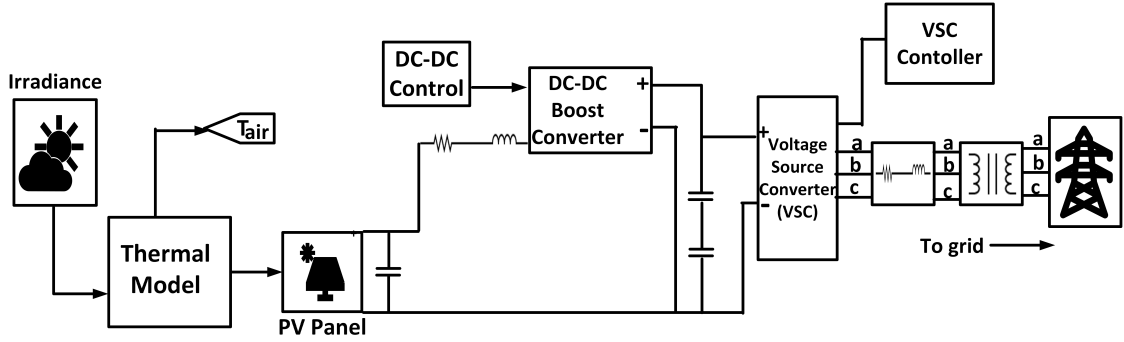 VSC
Contoller
DC-DC
Control
DC-DC
Boost
Converter
+
-
Irradiance
Tair
+
Voltage
Source
Converter
(VSC)
-
a
b
c
a
b
c
a
b
c
To grid
Thermal
Model
+
PV Panel